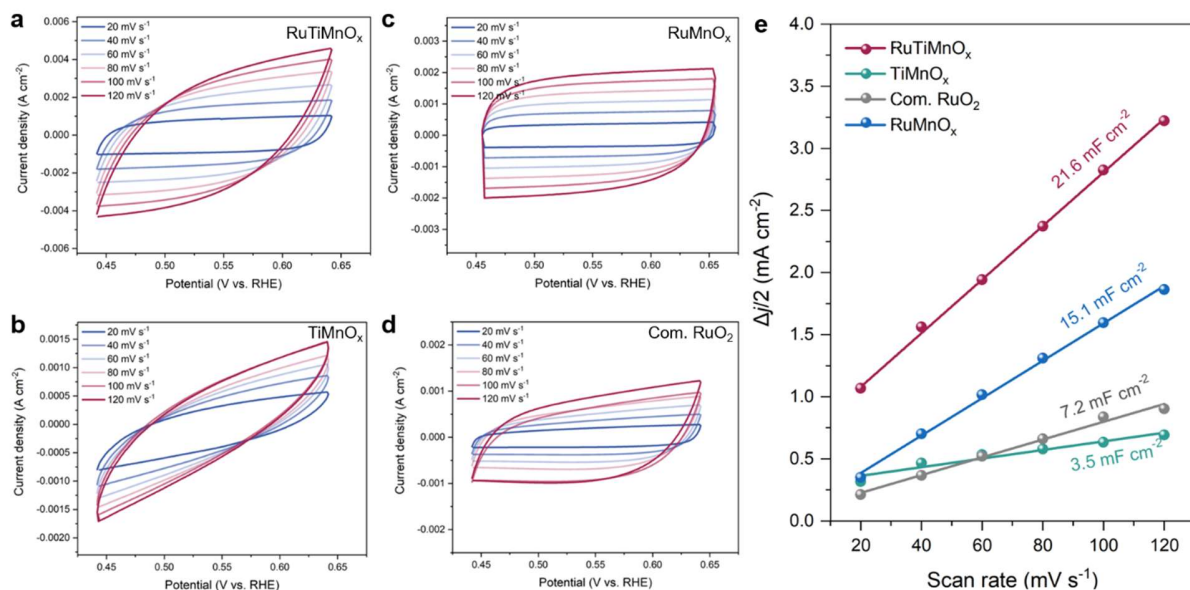 a
RuTiMnOₓ
20 mV s⁻¹
40 mV s⁻¹
60 mV s⁻¹
80 mV s⁻¹
100 mV s⁻¹
120 mV s⁻¹
0.006
0.004
0.002
0.000
-0.002
-0.004
-0.006
Current density (A cm⁻²)
0.45
0.50
0.55
0.60
0.65
Potential (V vs. RHE)
b
TiMnOₓ
20 mV s⁻¹
40 mV s⁻¹
60 mV s⁻¹
80 mV s⁻¹
100 mV s⁻¹
120 mV s⁻¹
0.0015
0.0010
0.0005
0.0000
-0.0005
-0.0010
-0.0015
-0.0020
Current density (A cm⁻²)
0.45
0.50
0.55
0.60
0.65
Potential (V vs. RHE)
c
RuMnOₓ
20 mV s⁻¹
40 mV s⁻¹
60 mV s⁻¹
80 mV s⁻¹
100 mV s⁻¹
120 mV s⁻¹
0.003
0.002
0.001
0.000
-0.001
-0.002
-0.003
Current density (A cm⁻²)
0.45
0.50
0.55
0.60
0.65
Potential (V vs. RHE)
d
Com. RuO₂
20 mV s⁻¹
40 mV s⁻¹
60 mV s⁻¹
80 mV s⁻¹
100 mV s⁻¹
120 mV s⁻¹
0.002
0.001
0.000
-0.001
-0.002
Current density (A cm⁻²)
0.45
0.50
0.55
0.60
0.65
Potential (V vs. RHE)
e
RuTiMnOₓ
TiMnOₓ
Com. RuO₂
RuMnOₓ
21.6 mF cm⁻²
15.1 mF cm⁻²
7.2 mF cm⁻²
3.5 mF cm⁻²
4.0
3.5
3.0
2.5
2.0
1.5
1.0
0.5
0.0
Δj/2 (mA cm⁻²)
20
40
60
80
100
120
Scan rate (mV s⁻¹)